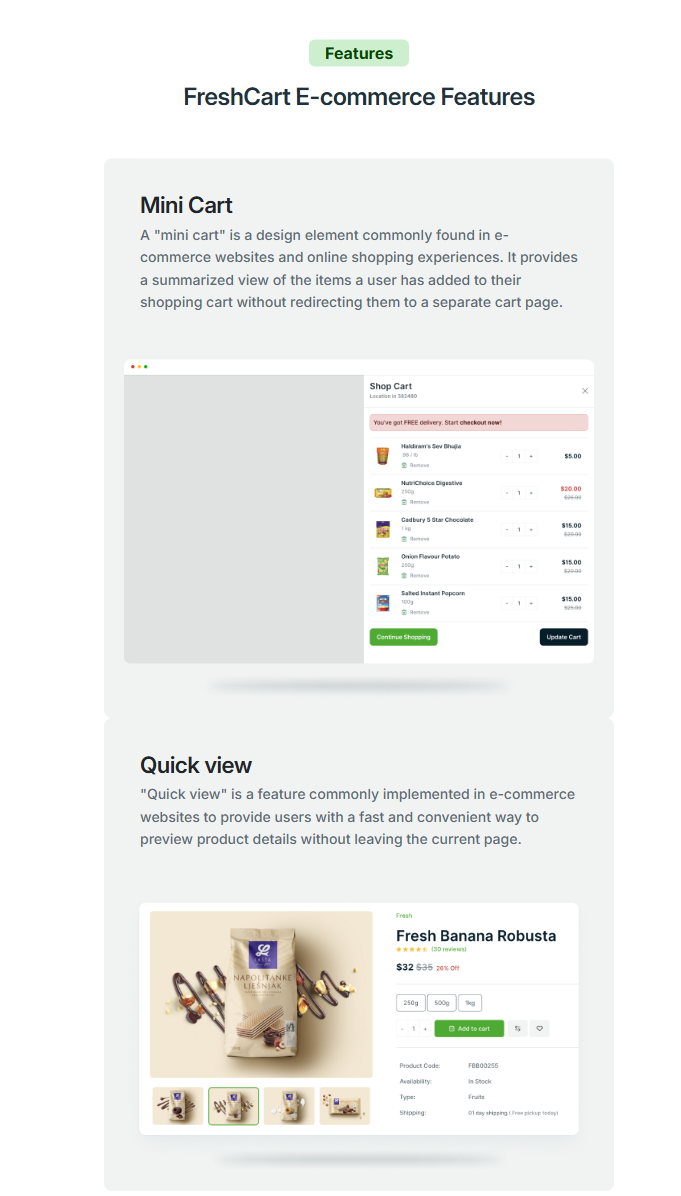 Features
FreshCart E-commerce Features
Mini Cart
A "mini cart" is a design element commonly found in e-
commerce websites and online shopping experiences. It provides
a summarized view of the items a user has added to their
shopping cart without redirecting them to a separate cart page.
Shop Cart
Location in 382480
You've got FREE delivery. Start checkout now!
Haldiram's Sev Bhujia
.98 / lb
Remove
- 1 + $5.00
NutriChoice Digestive
250g
Remove
- 1 + $20.00
$26.00
Cadbury 5 Star Chocolate
1 kg
Remove
- 1 + $15.00
$20.00
Onion Flavour Potato
250g
Remove
- 1 + $15.00
$20.00
Salted Instant Popcorn
100g
Remove
- 1 + $15.00
$25.00
Continue Shopping
Update Cart
Quick view
"Quick view" is a feature commonly implemented in e-commerce
websites to provide users with a fast and convenient way to
preview product details without leaving the current page.
NAPOLITANKE
LJEŠNJAK
Fresh
Fresh Banana Robusta
(30 reviews)
$32 $35 26% Off
250g 500g 1kg
- 1 + Add to cart
Product Code: FBB00255
Availability: In Stock
Type: Fruits
Shipping: 01 day shipping ( Free pickup today)